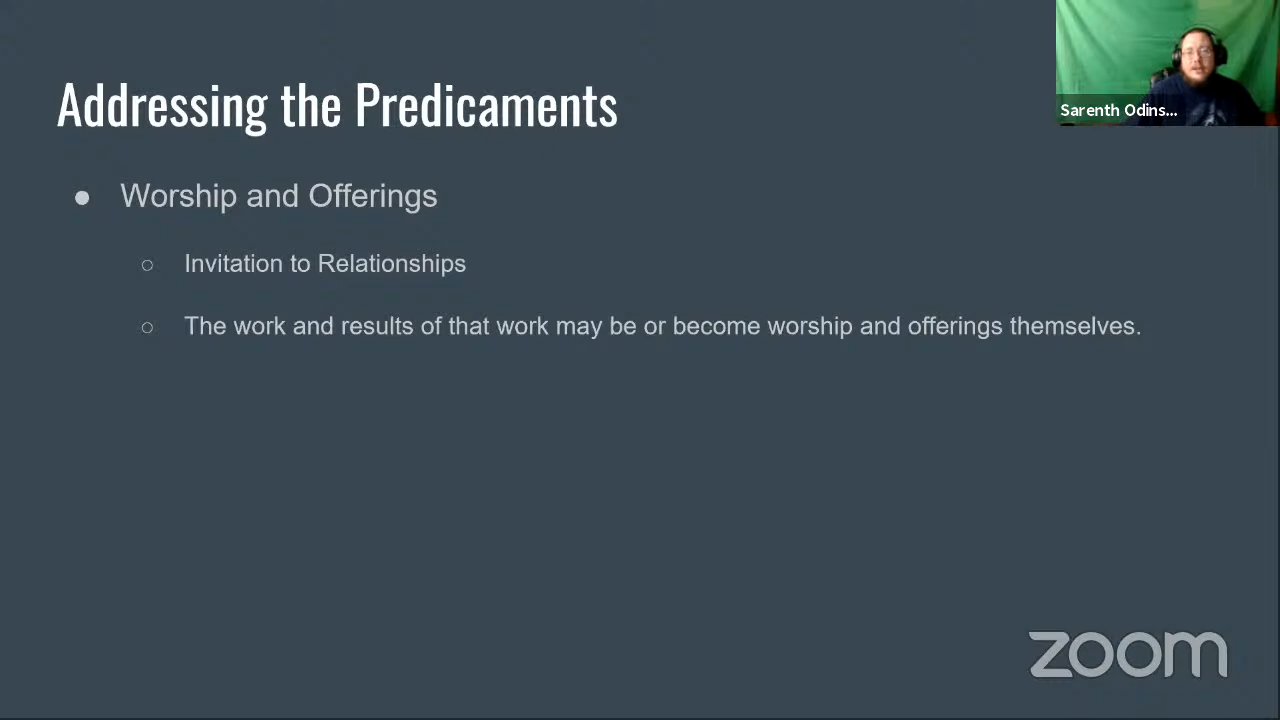 Addressing the Predicaments
Sarenth Odins...
● Worship and Offerings
○ Invitation to Relationships
○ The work and results of that work may be or become worship and offerings themselves.
zoom